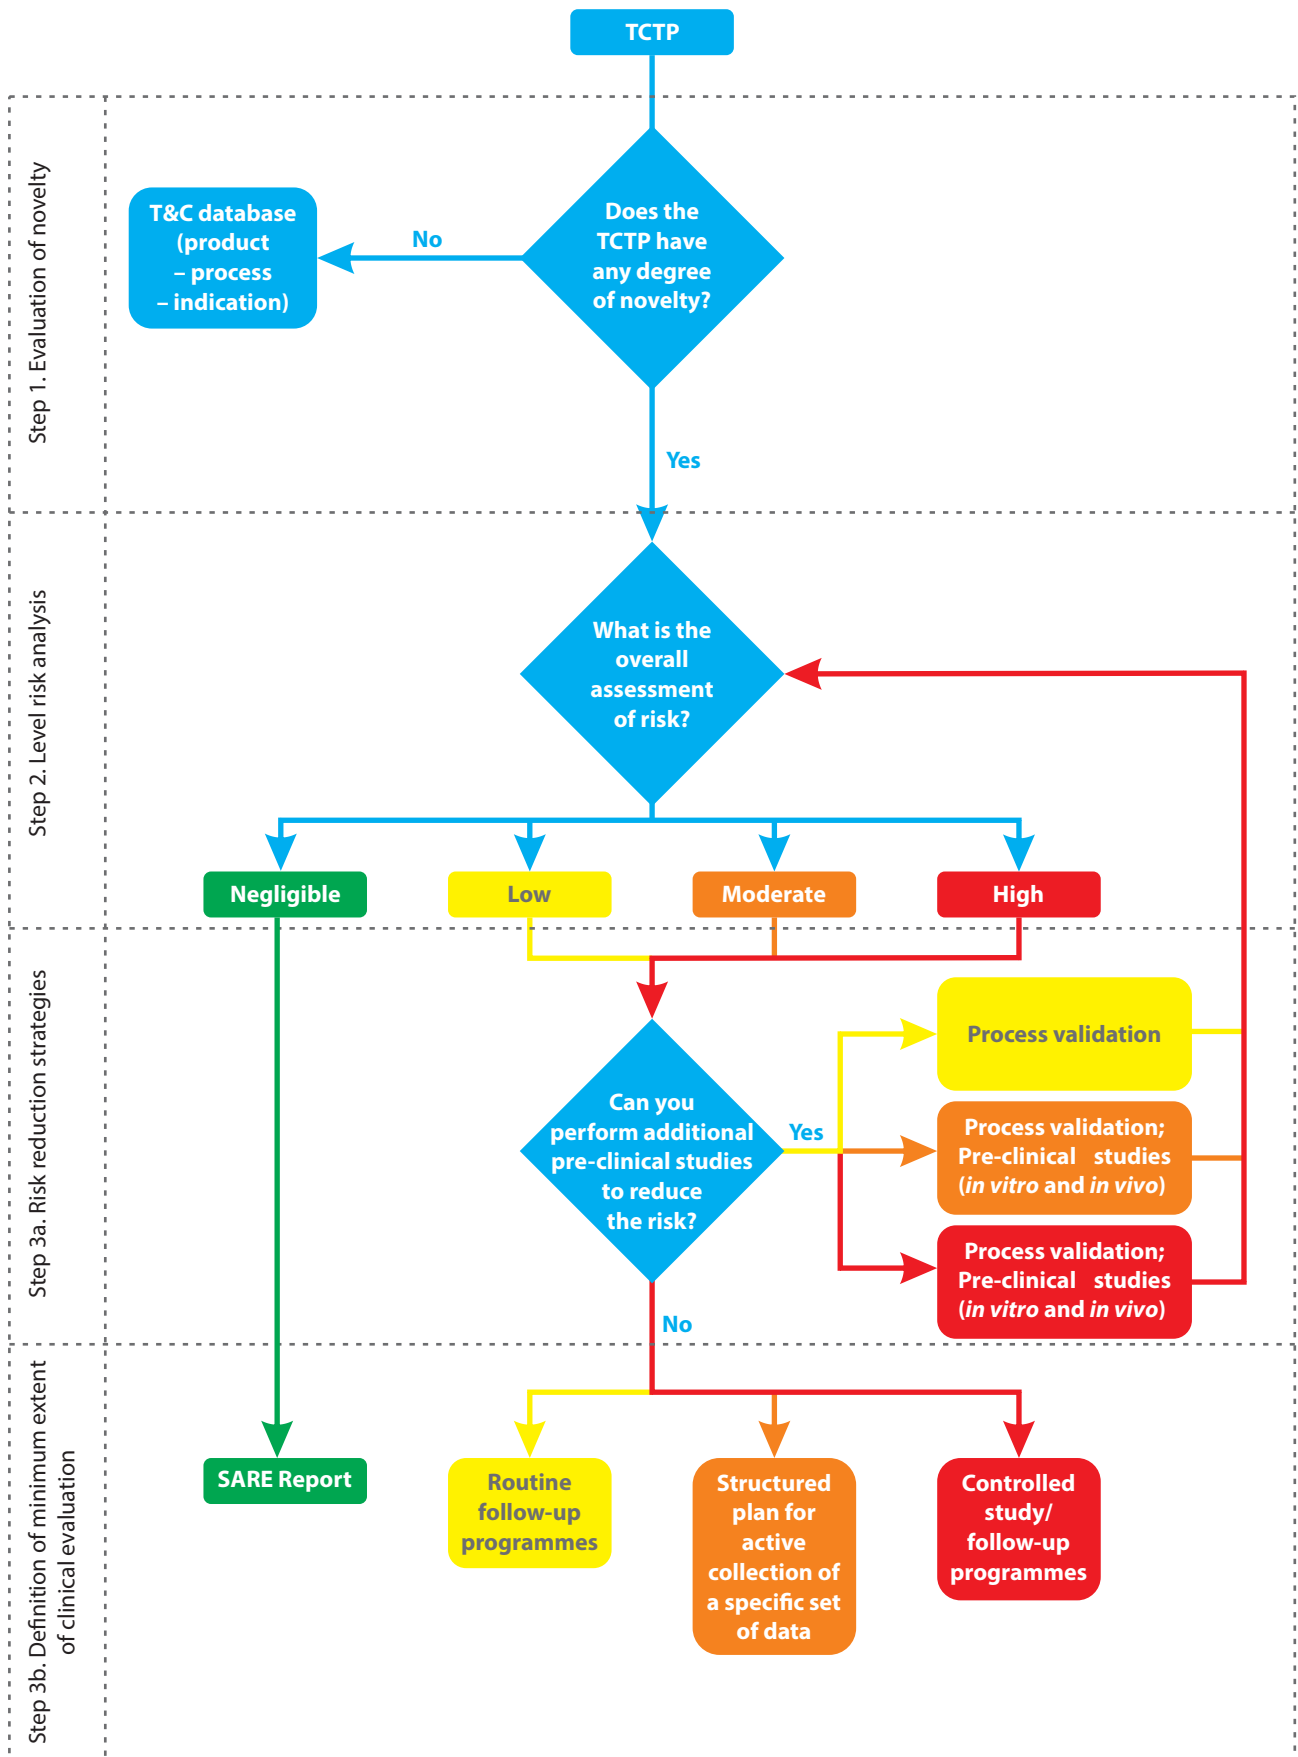 TCTP
Step 1. Evaluation of novelty
T&C database
(product
– process
– indication)
No
Does the
TCTP have
any degree
of novelty?
Yes
Step 2. Level risk analysis
What is the
overall
assessment
of risk?
Negligible
Low
Moderate
High
Step 3a. Risk reduction strategies
Can you
perform additional
pre-clinical studies
to reduce
the risk?
Yes
Process validation
Process validation;
Pre-clinical studies
(in vitro and in vivo)
Process validation;
Pre-clinical studies
(in vitro and in vivo)
No
Step 3b. Definition of minimum extent
of clinical evaluation
SARE Report
Routine
follow-up
programmes
Structured
plan for
active
collection of
a specific set
of data
Controlled
study/
follow-up
programmes